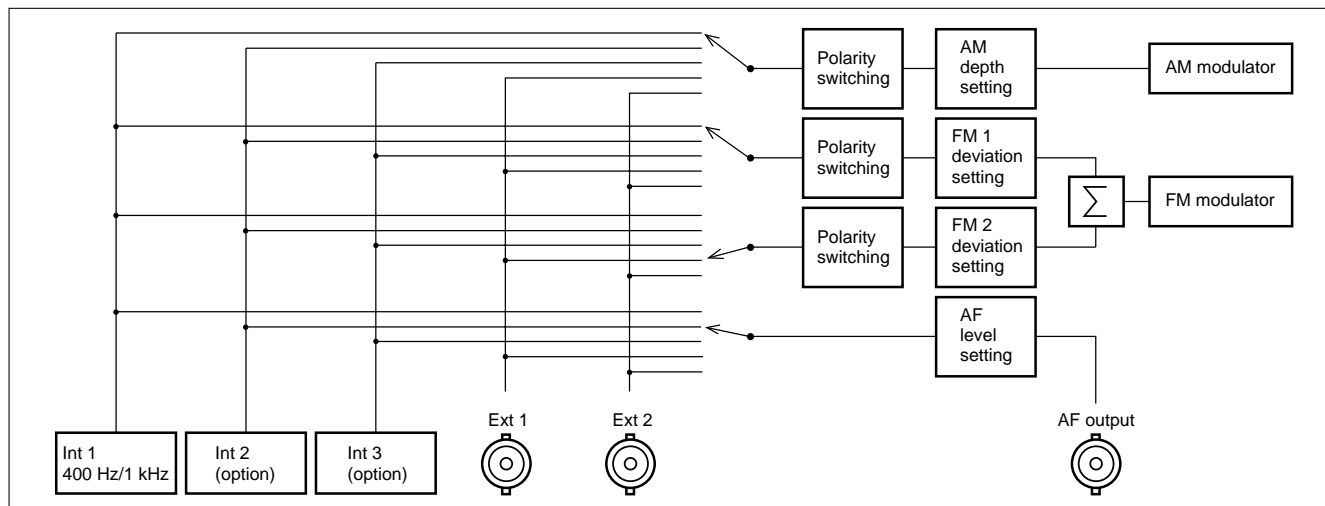 Polarity
switching
AM
depth
setting
AM modulator
Polarity
switching
FM 1
deviation
setting
Σ
FM modulator
Polarity
switching
FM 2
deviation
setting
AF
level
setting
Int 1
400 Hz/1 kHz
Int 2
(option)
Int 3
(option)
Ext 1
Ext 2
AF output